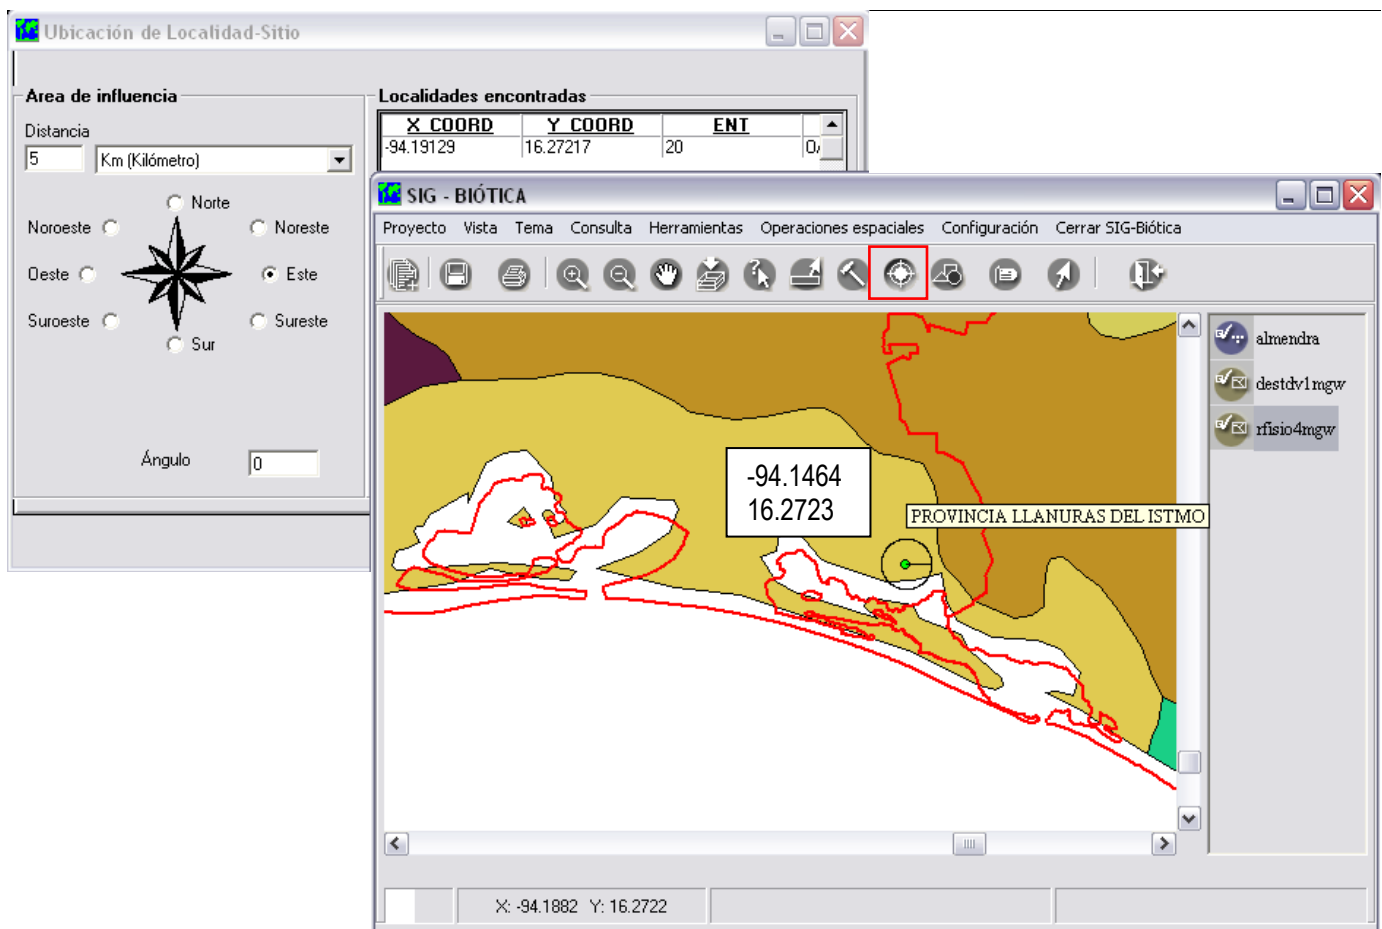 Ubicación de Localidad-Sitio
Area de influencia
Distancia
5 Km (Kilómetro)
Norte
Noroeste Noreste
Oeste Este
Suroeste Sureste
Sur
Ángulo 0
Localidades encontradas
X_COORD Y_COORD ENT
-94.19129 16.27217 20
SIG - BIÓTICA
Proyecto Vista Tema Consulta Herramientas Operaciones espaciales Configuración Cerrar SIG-Biótica
-94.1464
16.2723
PROVINCIA LLANURAS DEL ISTMO
almendra
destdv1mgw
rfisio4mgw
X: -94.1882 Y: 16.2722